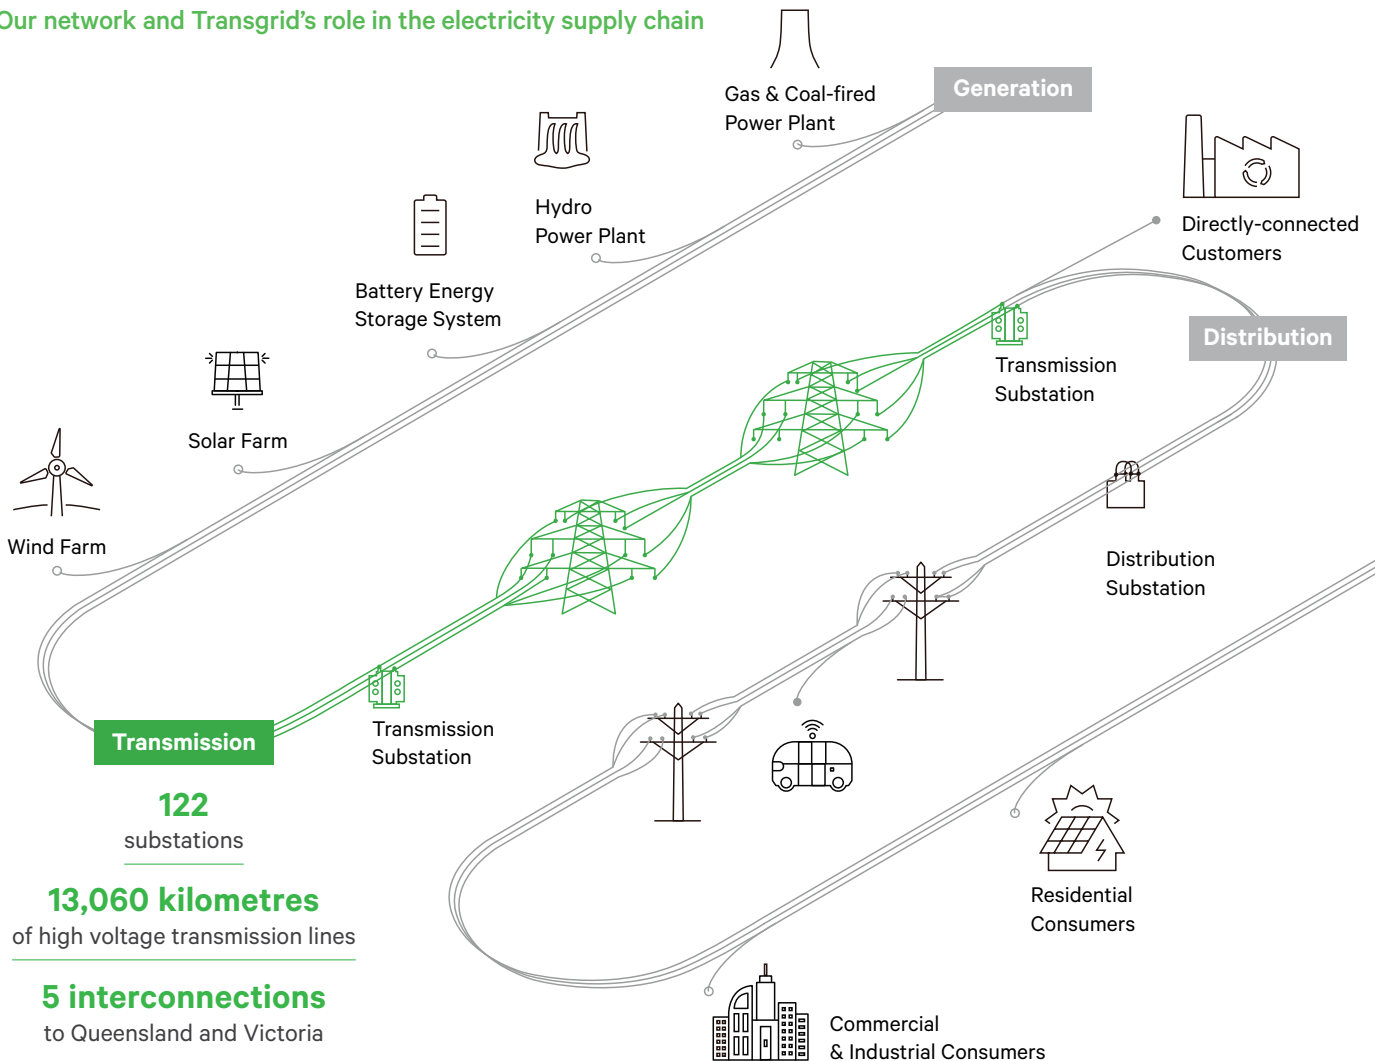 Our network and Transgrid's role in the electricity supply chain
Generation
Gas & Coal-fired
Power Plant
Hydro
Power Plant
Directly-connected
Customers
Battery Energy
Storage System
Distribution
Transmission
Substation
Solar Farm
Wind Farm
Distribution
Substation
Transmission
Transmission
Substation
122
substations
13,060 kilometres
of high voltage transmission lines
5 interconnections
to Queensland and Victoria
Residential
Consumers
Commercial
& Industrial Consumers